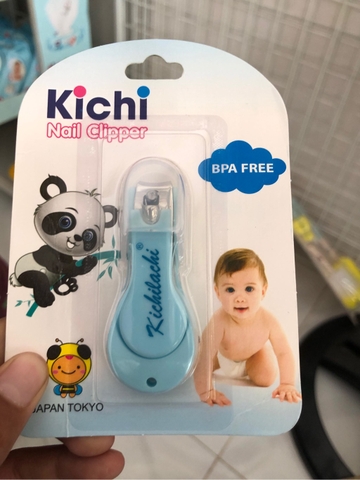 Kichi
Nail Clipper
BPA FREE
Kichilachi
JAPAN TOKYO